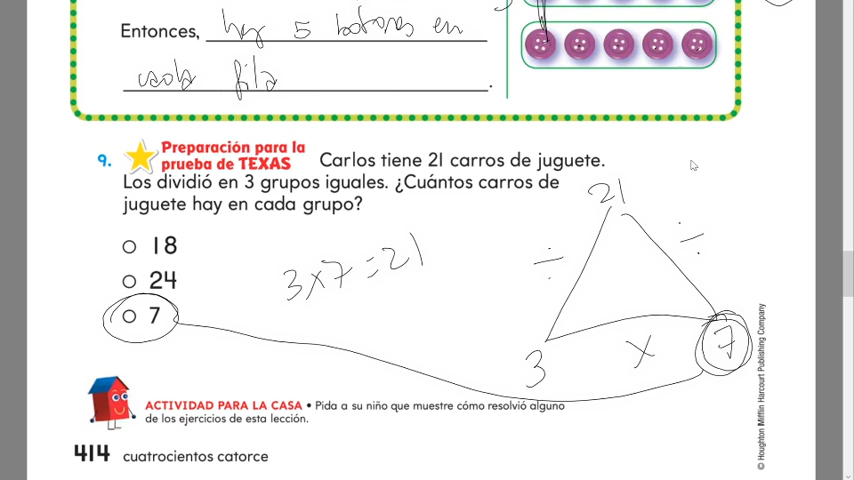 Entonces, hay 5 botones en
cada fila.
9. Preparación para la
prueba de TEXAS Carlos tiene 21 carros de juguete.
Los dividió en 3 grupos iguales. ¿Cuántos carros de
juguete hay en cada grupo?
21
÷ ÷
18
24
3x7=21
7
3 x 7
ACTIVIDAD PARA LA CASA • Pida a su niño que muestre cómo resolvió alguno
de los ejercicios de esta lección.
414 cuatrocientos catorce
© Houghton Mifflin Harcourt Publishing Company